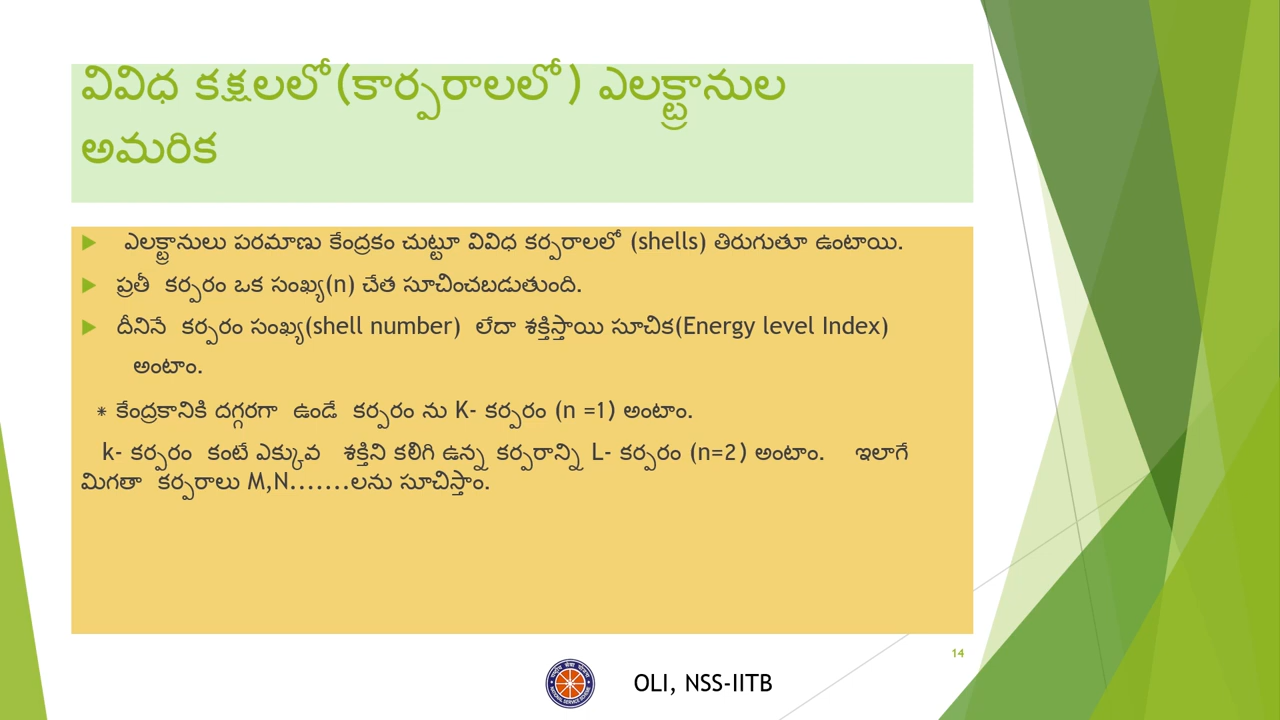 వివిధ కక్షలలో(కార్పరాలలో) ఎలక్ట్రానుల
అమరిక
ఎలక్ట్రానులు పరమాణు కేంద్రకం చుట్టూ వివిధ కర్పరాలలో (shells) తిరుగుతూ ఉంటాయి.
ప్రతీ కర్పరం ఒక సంఖ్య(n) చేత సూచించబడుతుంది.
దీనినే కర్పరం సంఖ్య(shell number) లేదా శక్తిస్తాయి సూచిక(Energy level Index)
అంటాం.
* కేంద్రకానికి దగ్గరగా ఉండే కర్పరం ను K- కర్పరం (n =1) అంటాం.
k- కర్పరం కంటే ఎక్కువ శక్తిని కలిగి ఉన్న కర్పరాన్ని L- కర్పరం (n=2) అంటాం. ఇలాగే
మిగతా కర్పరాలు M,N.......లను సూచిస్తాం.
14
OLI, NSS-IITB